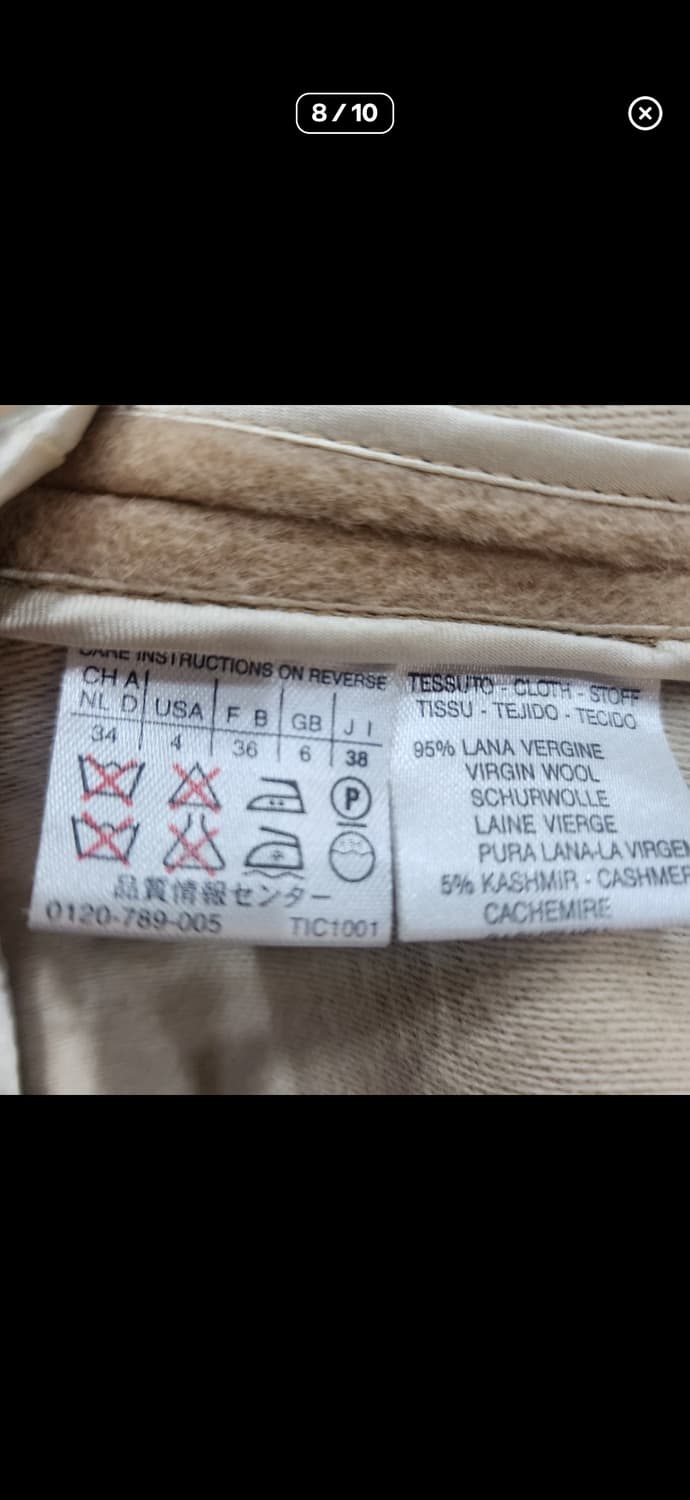 8 / 10
CARE INSTRUCTIONS ON REVERSE
CH A
NL D USA F B GB J I
34 4 36 6 38
P
品質情報センター
0120-789-005 TIC1001
TESSUTO - CLOTH - STOFF
TISSU - TEJIDO - TECIDO
95% LANA VERGINE
VIRGIN WOOL
SCHURWOLLE
LAINE VIERGE
PURA LANA-LA VIRGEN
5% KASHMIR - CASHMER
CACHEMIRE